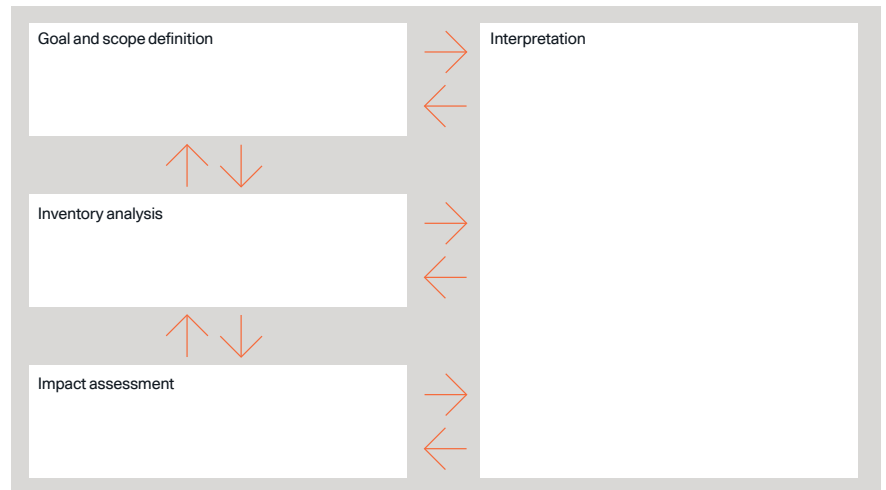 Goal and scope definition
Interpretation
Inventory analysis
Impact assessment